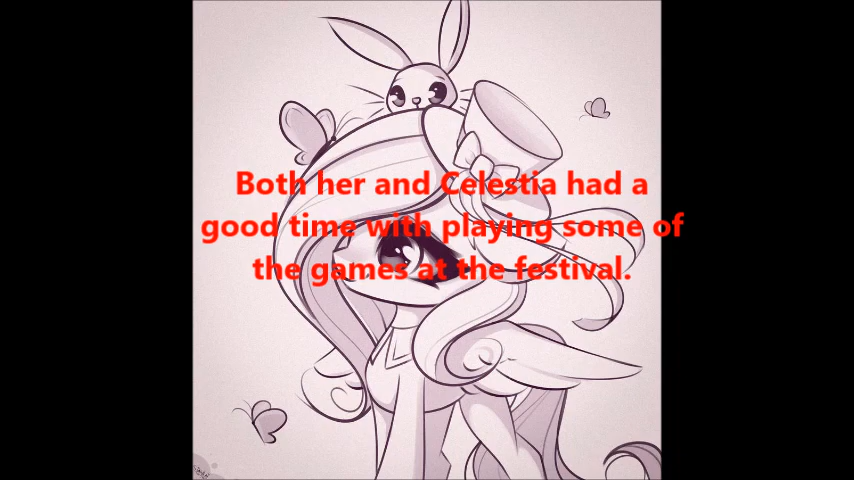 Both her and Celestia had a
good time with playing some of
the games at the festival.